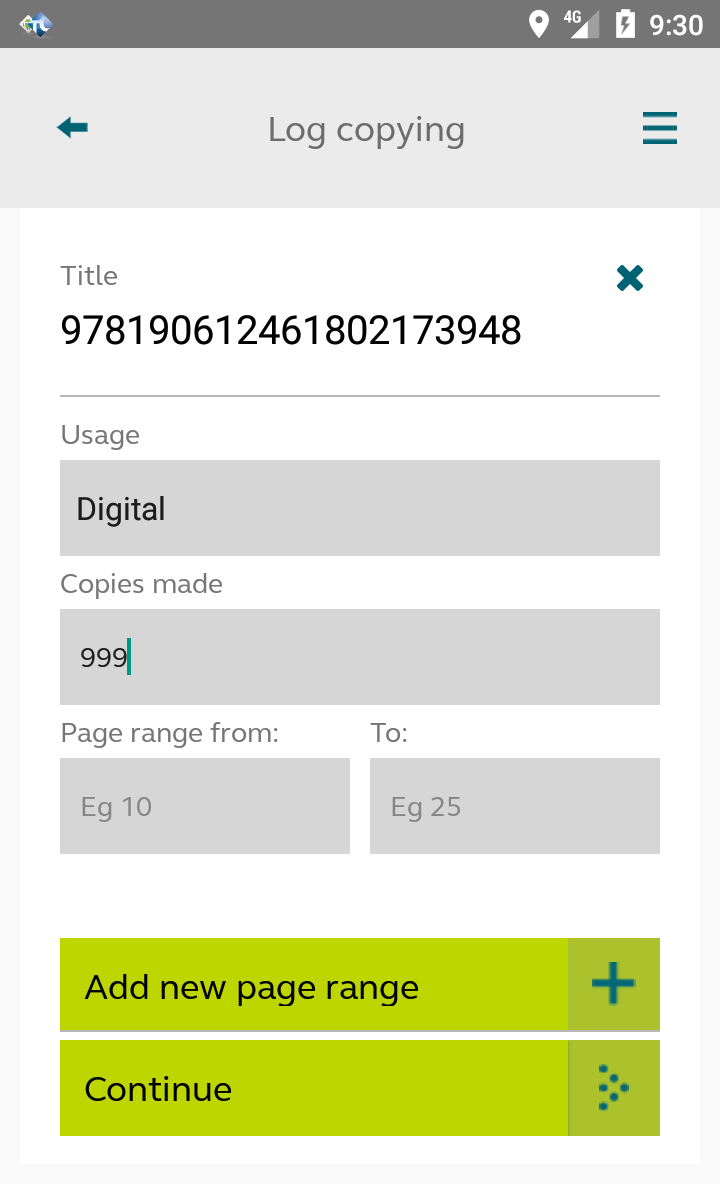 4G 9:30
Log copying
Title
978190612461802173948
Usage
Digital
Copies made
999
Page range from: To:
Eg 10 Eg 25
Add new page range
Continue